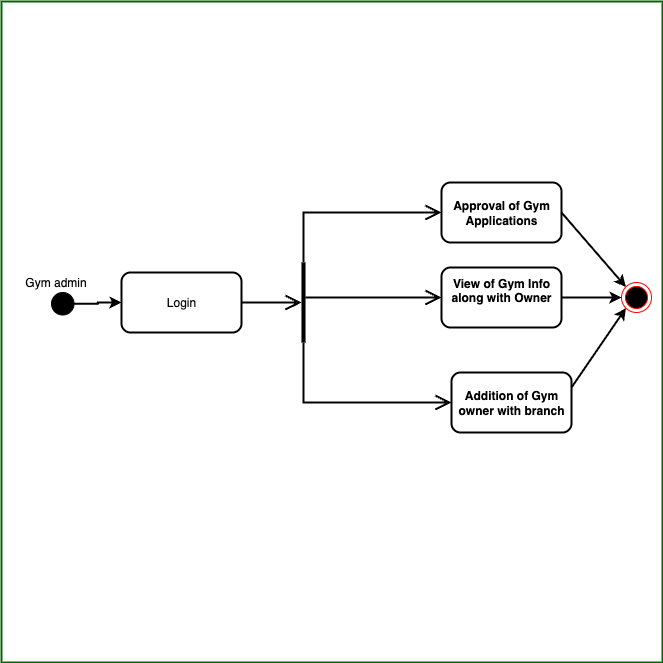 Gym admin
Login
Approval of Gym
Applications
View of Gym Info
along with Owner
Addition of Gym
owner with branch